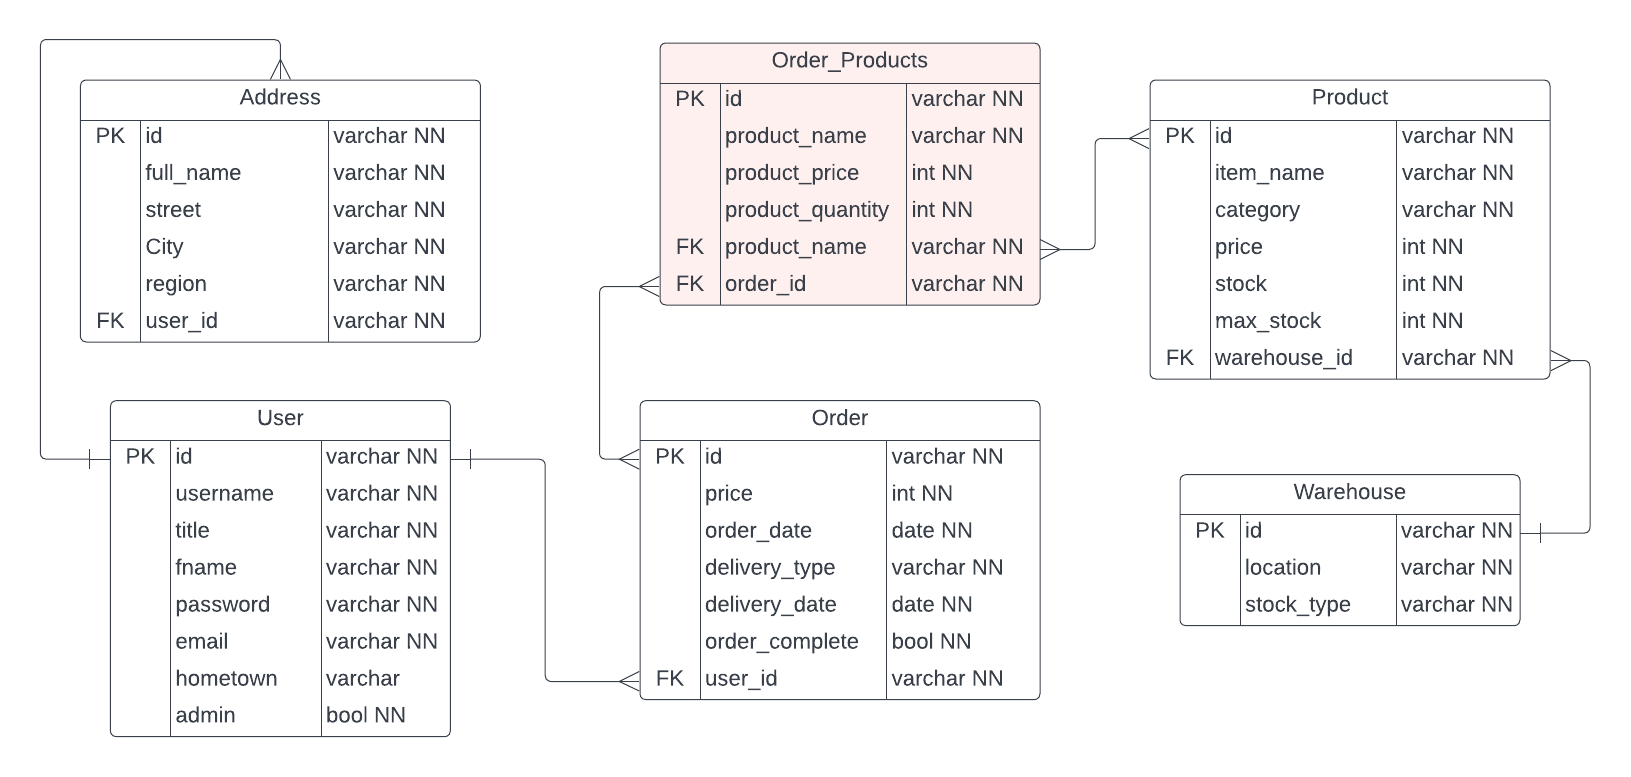 Address
PK id varchar NN
full_name varchar NN
street varchar NN
City varchar NN
region varchar NN
FK user_id varchar NN
Order_Products
PK id varchar NN
product_name varchar NN
product_price int NN
product_quantity int NN
FK product_name varchar NN
FK order_id varchar NN
Product
PK id varchar NN
item_name varchar NN
category varchar NN
price int NN
stock int NN
max_stock int NN
FK warehouse_id varchar NN
User
PK id varchar NN
username varchar NN
title varchar NN
fname varchar NN
password varchar NN
email varchar NN
hometown varchar
admin bool NN
Order
PK id varchar NN
price int NN
order_date date NN
delivery_type varchar NN
delivery_date date NN
order_complete bool NN
FK user_id varchar NN
Warehouse
PK id varchar NN
location varchar NN
stock_type varchar NN